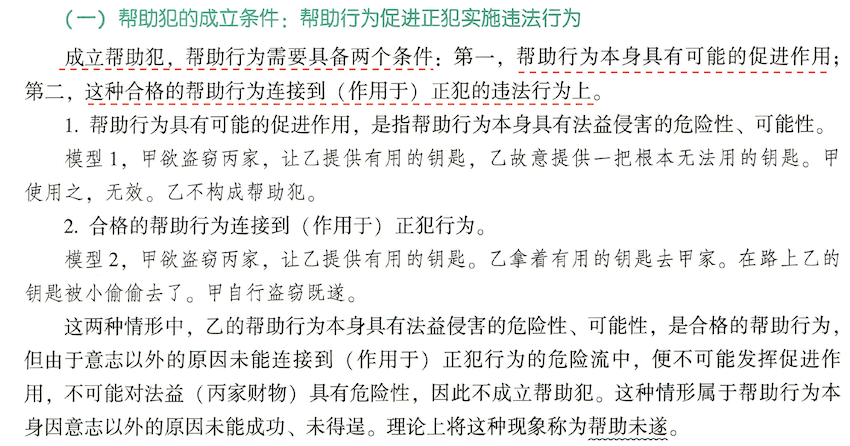 （一）帮助犯的成立条件：帮助行为促进正犯实施违法行为
成立帮助犯，帮助行为需要具备两个条件：第一，帮助行为本身具有可能的促进作用；
第二，这种合格的帮助行为连接到（作用于）正犯的违法行为上。
1. 帮助行为具有可能的促进作用，是指帮助行为本身具有法益侵害的危险性、可能性。
模型1，甲欲盗窃丙家，让乙提供有用的钥匙，乙故意提供一把根本无法用的钥匙。甲
使用之，无效。乙不构成帮助犯。
2. 合格的帮助行为连接到（作用于）正犯行为。
模型2，甲欲盗窃丙家，让乙提供有用的钥匙。乙拿着有用的钥匙去甲家。在路上乙的
钥匙被小偷偷去了。甲自行盗窃既遂。
这两种情形中，乙的帮助行为本身具有法益侵害的危险性、可能性，是合格的帮助行为，
但由于意志以外的原因未能连接到（作用于）正犯行为的危险流中，便不可能发挥促进作
用，不可能对法益（丙家财物）具有危险性，因此不成立帮助犯。这种情形属于帮助行为本
身因意志以外的原因未能成功、未得逞。理论上将这种现象称为帮助未遂。